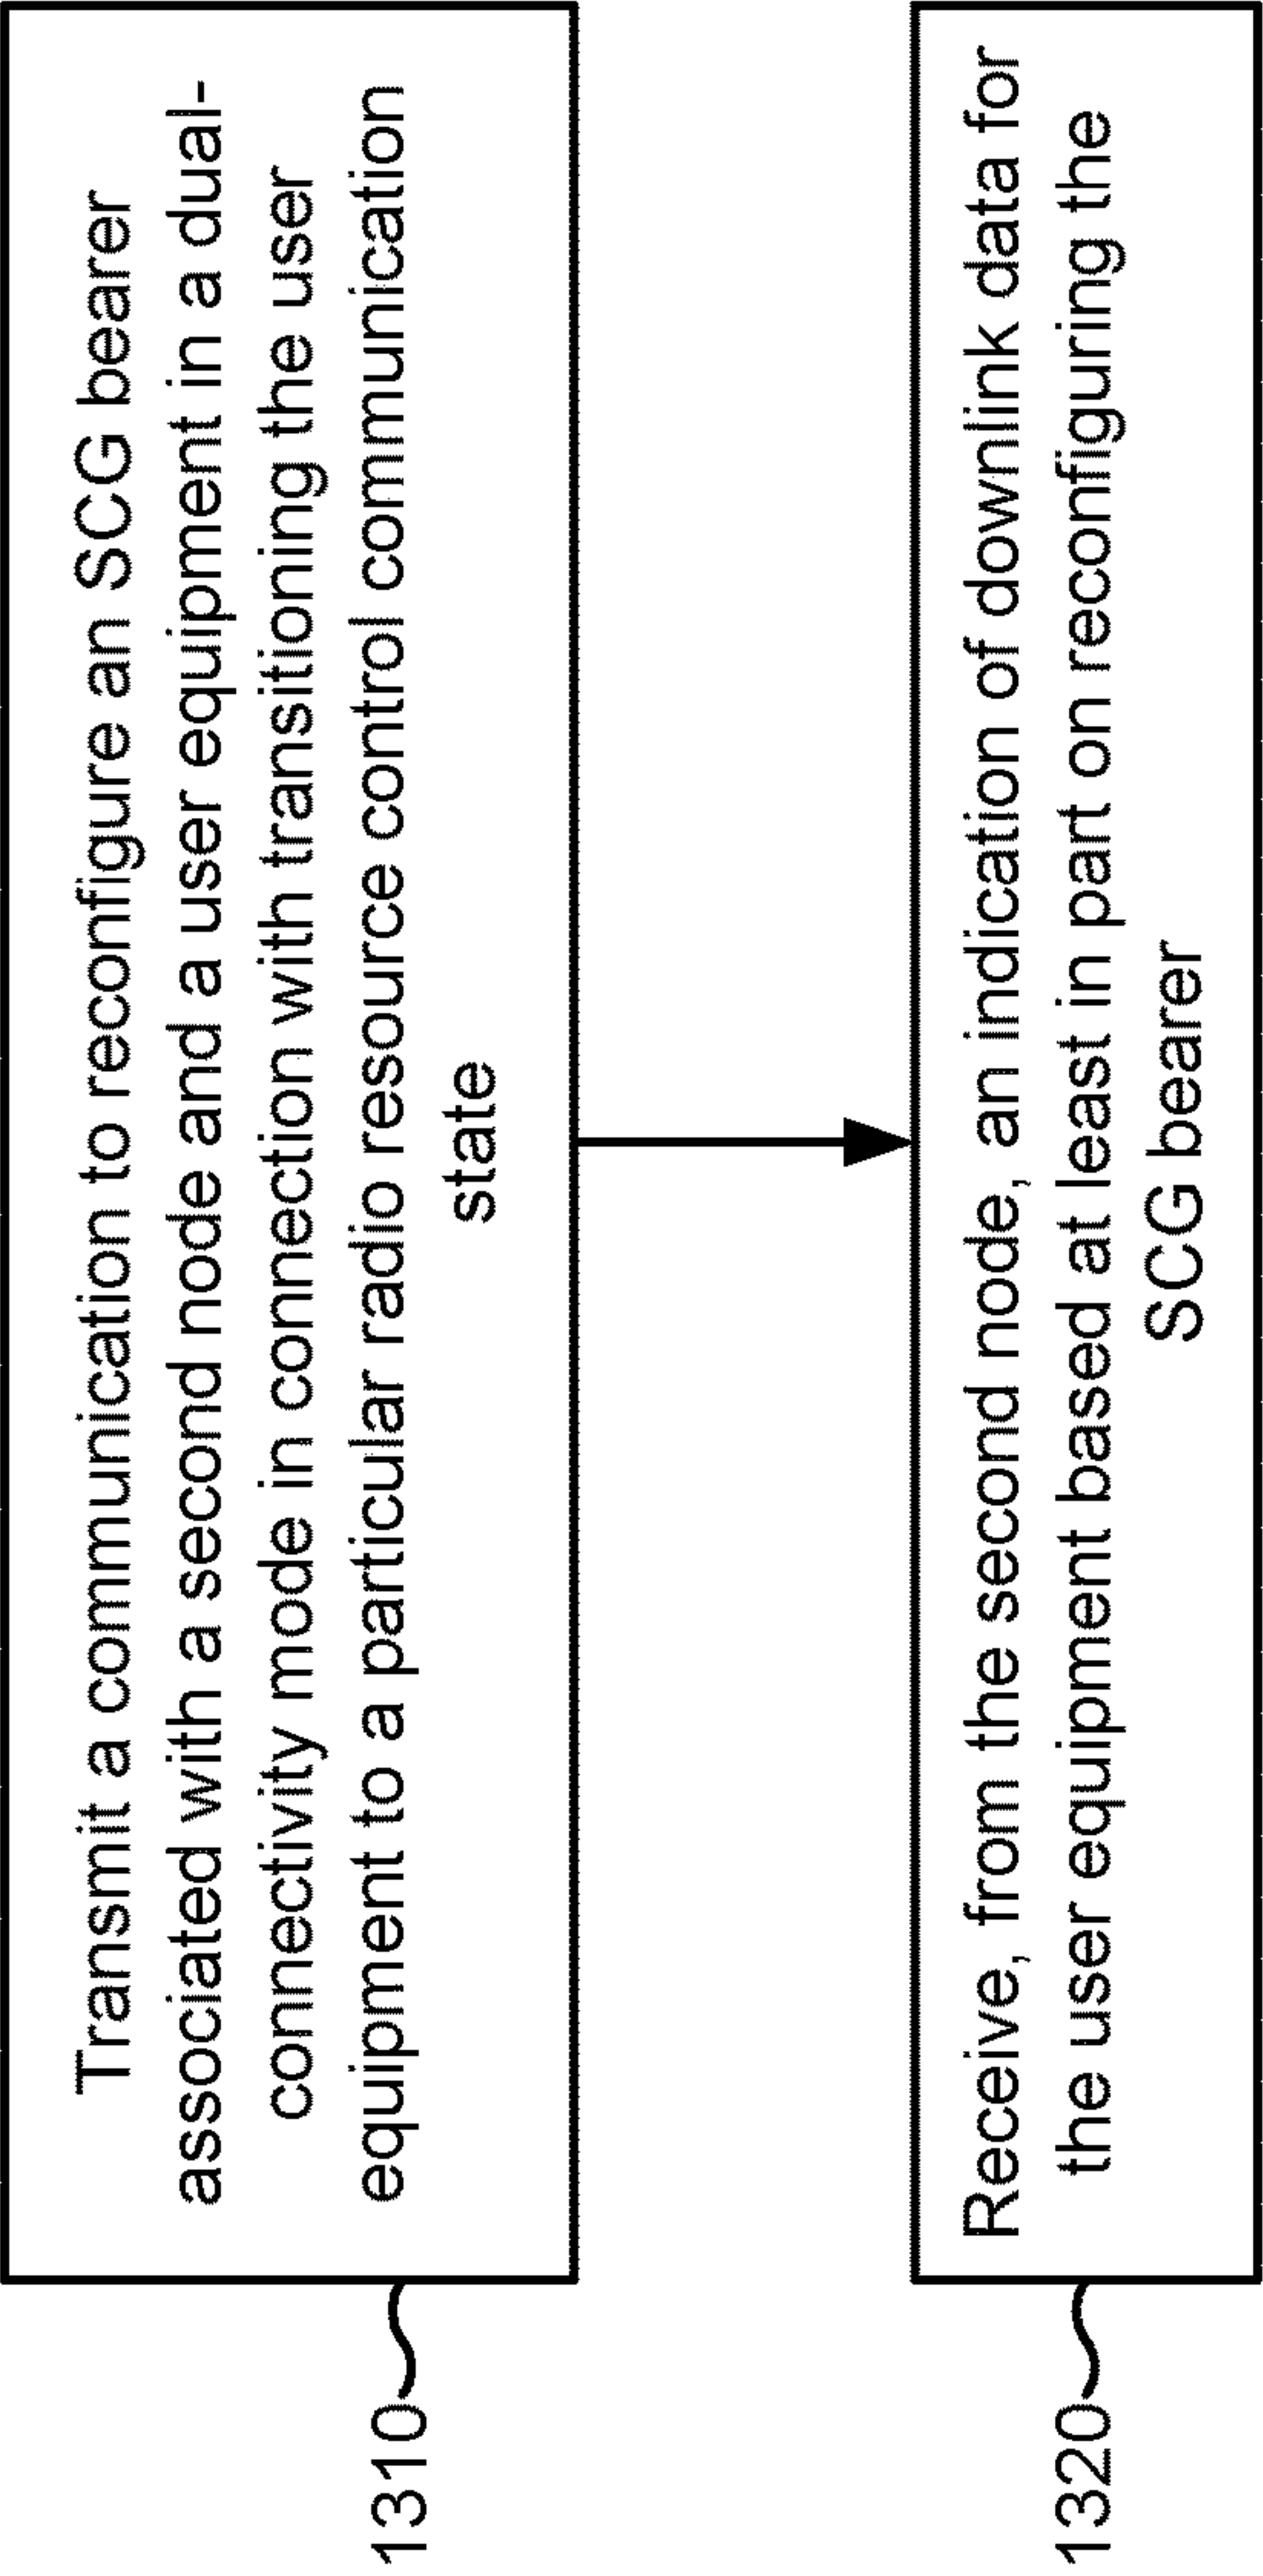 Transmit a communication to reconfigure an SCG bearer
associated with a second node and a user equipment in a dual-
connectivity mode in connection with transitioning the user
equipment to a particular radio resource control communication
state
1310
Receive, from the second node, an indication of downlink data for
the user equipment based at least in part on reconfiguring the
SCG bearer
1320